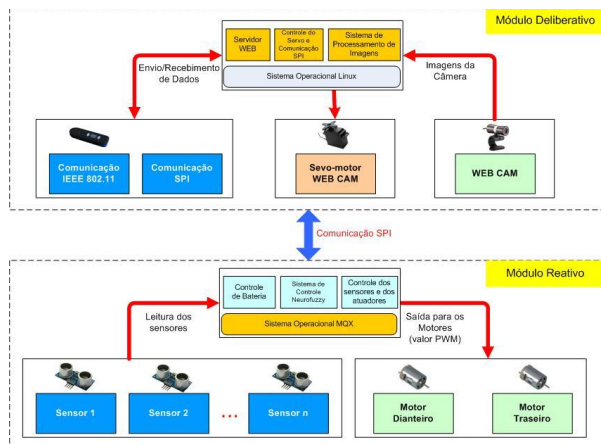 Módulo Deliberativo
Servidor
WEB
Controle do
Servo e
Comunicação
SPI
Sistema de
Processamento de
Imagens
Sistema Operacional Linux
Envio/Recebimento
de Dados
Imagens da
Câmera
Comunicação
IEEE 802.11
Comunicação
SPI
Sevo-motor
WEB CAM
WEB CAM
Comunicação SPI
Módulo Reativo
Controle
de Bateria
Sistema de
Controle
Neurofuzzy
Controle dos
sensores e dos
atuadores
Sistema Operacional MQX
Leitura dos
sensores
Saída para os
Motores
(valor PWM)
Sensor 1
Sensor 2
...
Sensor n
Motor
Dianteiro
Motor
Traseiro